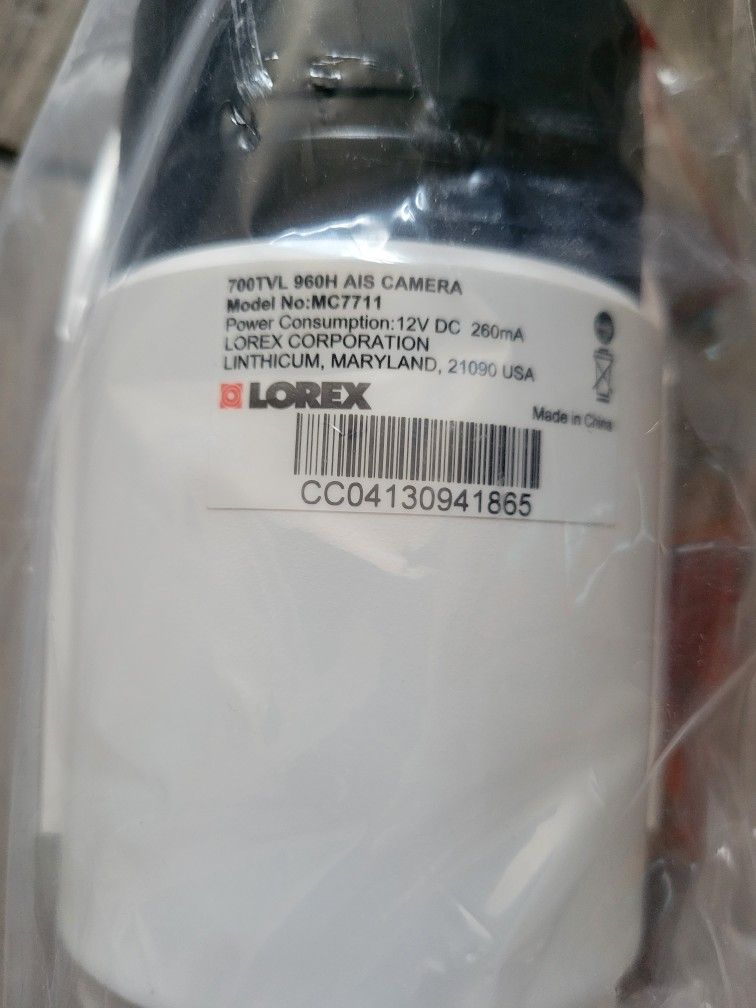 700TVL 960H AIS CAMERA
Model No:MC7711
Power Consumption:12V DC 260mA
LOREX CORPORATION
LINTHICUM, MARYLAND, 21090 USA
LOREX
Made in China
CC04130941865